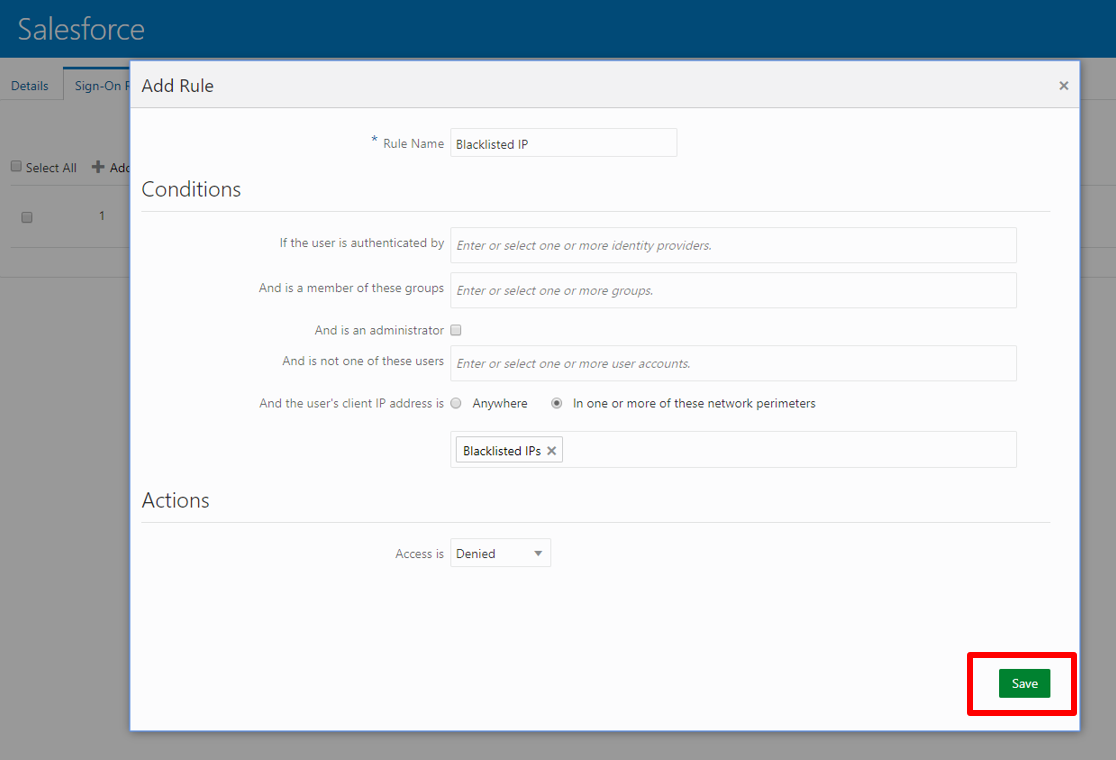 Salesforce
Details
Sign-On
Add Rule
×
* Rule Name Blacklisted IP
Select All
Conditions
1
If the user is authenticated by Enter or select one or more identity providers.
And is a member of these groups Enter or select one or more groups.
And is an administrator
And is not one of these users Enter or select one or more user accounts.
And the user's client IP address is Anywhere In one or more of these network perimeters
Blacklisted IPs ×
Actions
Access is Denied
Save